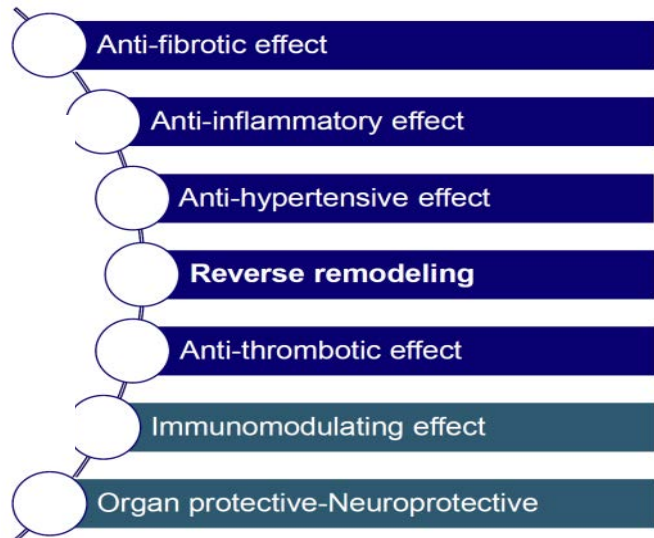 Anti-fibrotic effect
Anti-inflammatory effect
Anti-hypertensive effect
Reverse remodeling
Anti-thrombotic effect
Immunomodulating effect
Organ protective-Neuroprotective